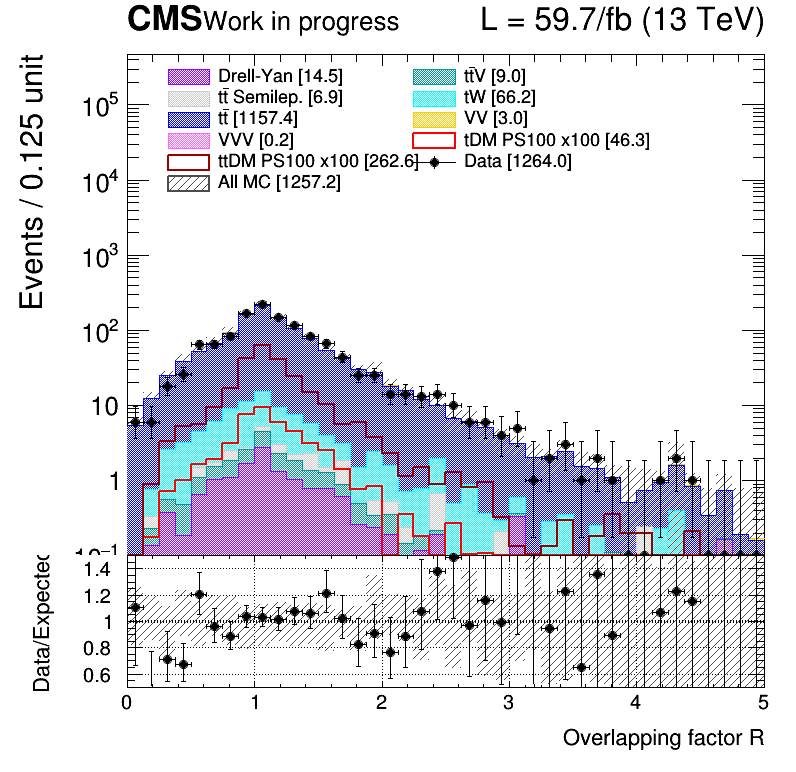 CMS Work in progress L = 59.7/fb (13 TeV)
Events / 0.125 unit
Drell-Yan [14.5] tt̄V [9.0]
tt̄ Semilep. [6.9] tW [66.2]
tt̄ [1157.4] VV [3.0]
VVV [0.2] tDM PS100 x100 [46.3]
ttDM PS100 x100 [262.6] Data [1264.0]
All MC [1257.2]
10⁵
10⁴
10³
10²
10
1
10⁻¹
Data/Expected
1.4
1.2
1
0.8
0.6
0 1 2 3 4 5
Overlapping factor R